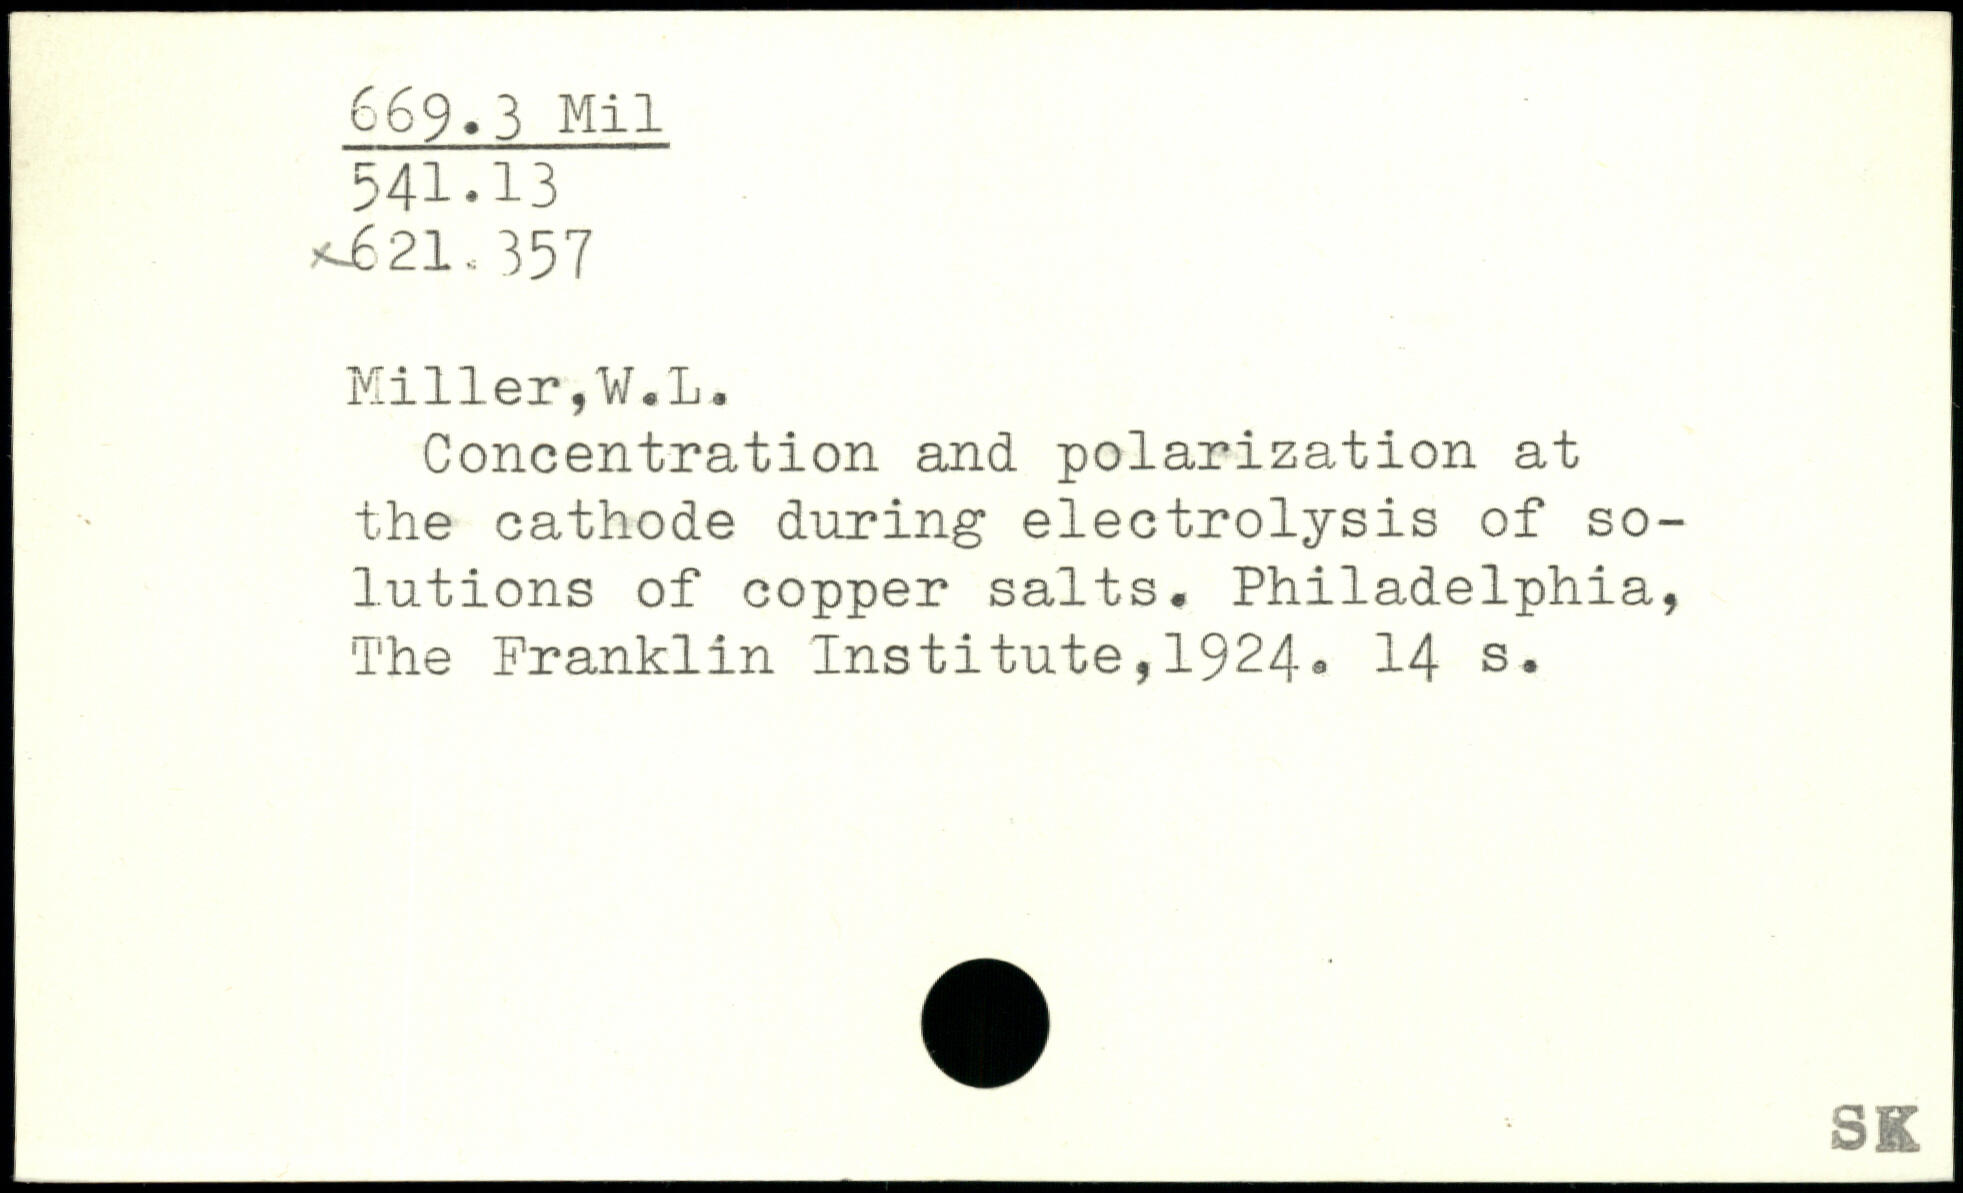 669.3 Mil
541.13
x621.357
Miller,W.L.
Concentration and polarization at
the cathode during electrolysis of so-
lutions of copper salts. Philadelphia,
The Franklin Institute,1924. 14 s.
SK